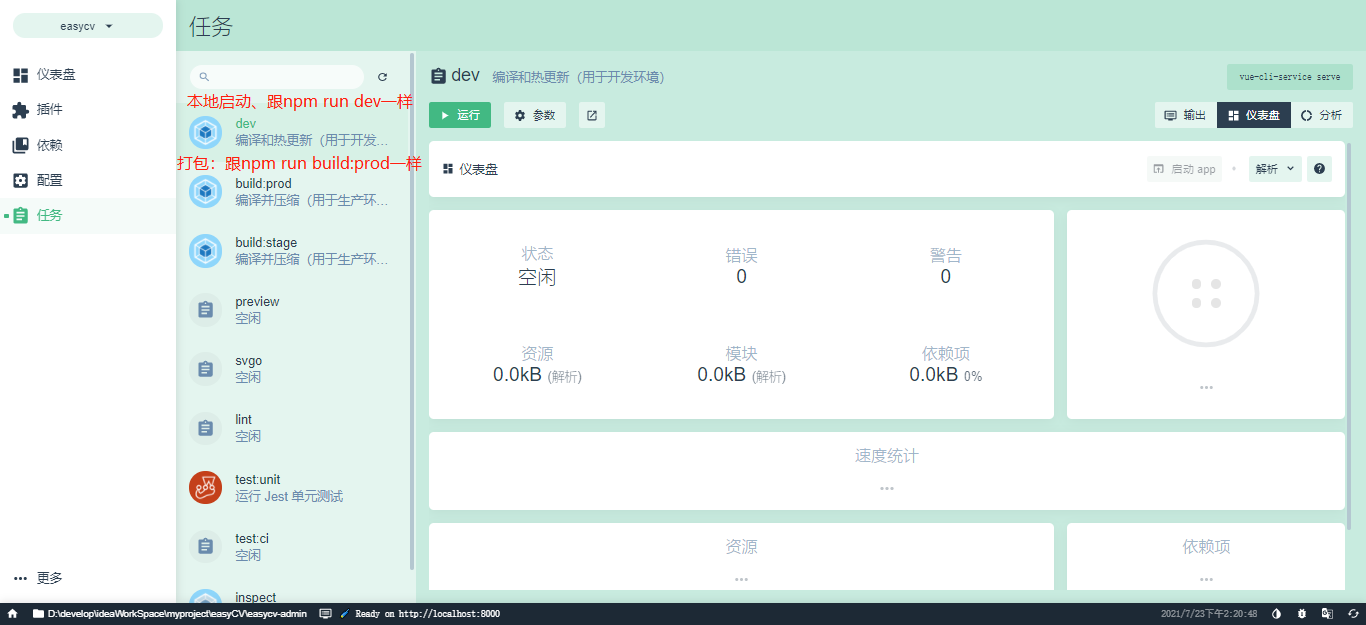 easycv
任务
仪表盘
插件
依赖
配置
任务
更多
本地启动、跟npm run dev一样
dev
编译和热更新（用于开发...
打包：跟npm run build:prod一样
build:prod
编译并压缩（用于生产环...
build:stage
编译并压缩（用于生产环...
preview
空闲
svgo
空闲
lint
空闲
test:unit
运行 Jest 单元测试
test:ci
空闲
inspect
dev 编译和热更新（用于开发环境）
vue-cli-service serve
运行 参数
输出 仪表盘 分析
仪表盘
启动 app
解析
状态 错误 警告
空闲 0 0
资源 模块 依赖项
0.0kB (解析) 0.0kB (解析) 0.0kB 0%
速度统计
资源 依赖项
D:\develop\ideaWorkSpace\myproject\easyCV\easycv-admin Ready on http://localhost:8000 2021/7/23下午2:20:48